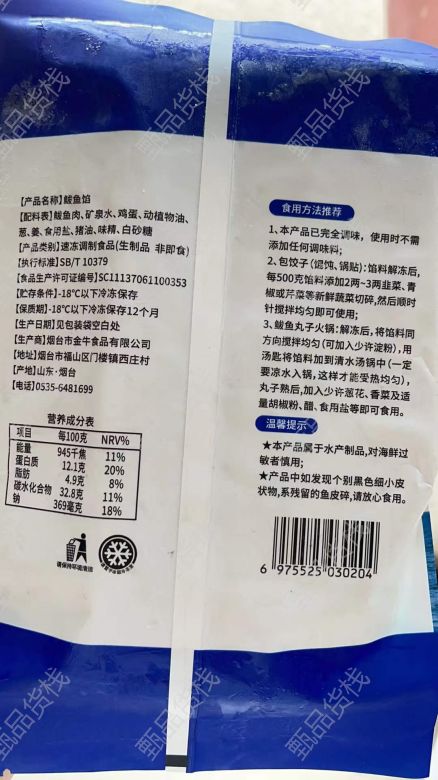 【产品名称】鲅鱼馅
【配料表】鲅鱼肉、矿泉水、鸡蛋、动植物油、
葱、姜、食用盐、猪油、味精、白砂糖
【产品类别】速冻调制食品(生制品 非即食)
【执行标准】SB/T 10379
【食品生产许可证编号】SC11137061100353
【贮存条件】-18℃以下冷冻保存
【保质期】-18℃以下冷冻保存12个月
【生产日期】见包装袋空白处
【生产商】烟台市金牛食品有限公司
【地址】烟台市福山区门楼镇西庄村
【产地】山东·烟台
【电话】0535-6481699
营养成分表
项目 每100克 NRV%
能量 945千焦 11%
蛋白质 12.1克 20%
脂肪 4.9克 8%
碳水化合物 32.8克 11%
钠 369毫克 18%
请保持环境清洁
食用方法推荐
1、本产品已完全调味,使用时不需
添加任何调味料;
2、包饺子(馄饨、锅贴):馅料解冻后,
每500克馅料添加2两~3两韭菜、青
椒或芹菜等新鲜蔬菜切碎,然后顺时
针搅拌均匀即可使用;
3、鲅鱼丸子火锅:解冻后,将馅料同
方向搅拌均匀(可加入少许淀粉),用
汤匙将馅料加到清水汤锅中(一定
要凉水入锅,这样才能受热均匀),
丸子熟后,加入少许葱花、香菜及适
量胡椒粉、醋、食用盐等即可食用。
温馨提示
★本产品属于水产制品,对海鲜过
敏者慎用;
★产品中如发现个别黑色细小皮
状物,系残留的鱼皮碎,请放心食用。
6 975525 030204
甄品货栈